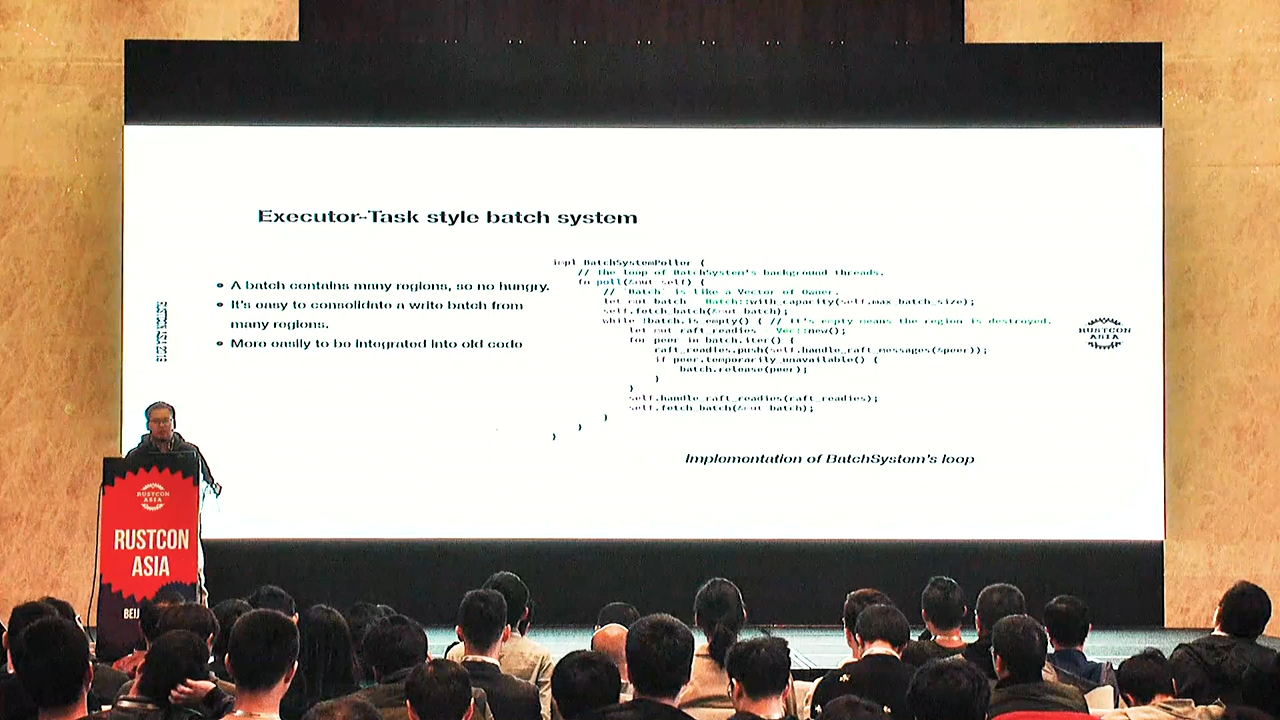 Executor-Task style batch system
A batch contains many regions, so no hungry.
It's easy to consolidate a write batch from
many regions.
More easily to be integrated into old code
impl BatchSystemPoller {
// The loop of BatchSystem's background threads.
fn poll(&mut self) {
// `Batch` is like a Vector of Owner.
let mut batch = Batch::with_capacity(self.max_batch_size);
self.fetch_batch(&mut batch);
while !batch.is_empty() { // it's empty means the region is destroyed.
let mut raft_readies = Vec::new();
for peer in batch.iter() {
raft_readies.push(self.handle_raft_messages(&peer));
if peer.temporarily_unavailable() {
batch.release(peer);
}
}
self.handle_raft_readies(raft_readies);
self.fetch_batch(&mut batch);
}
}
}
Implementation of BatchSystem's loop
RUSTCON
ASIA
RUSTCON
ASIA
RUSTCON
ASIA
BEIJ